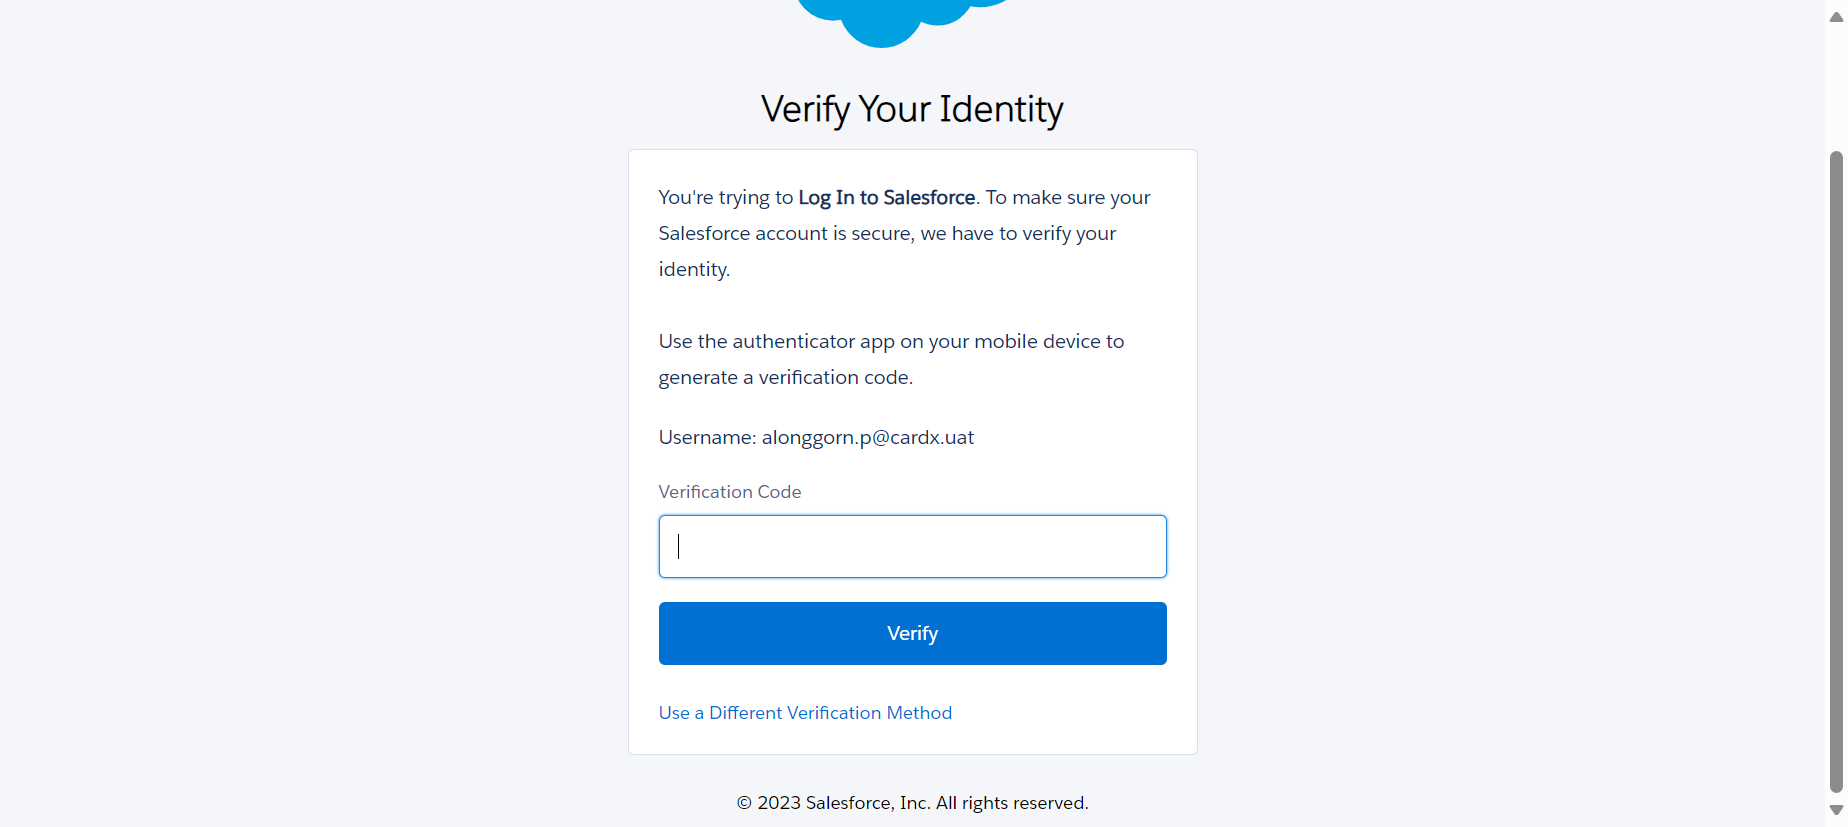 Verify Your Identity
You're trying to Log In to Salesforce. To make sure your
Salesforce account is secure, we have to verify your
identity.
Use the authenticator app on your mobile device to
generate a verification code.
Username: alonggorn.p@cardx.uat
Verification Code
Verify
Use a Different Verification Method
© 2023 Salesforce, Inc. All rights reserved.